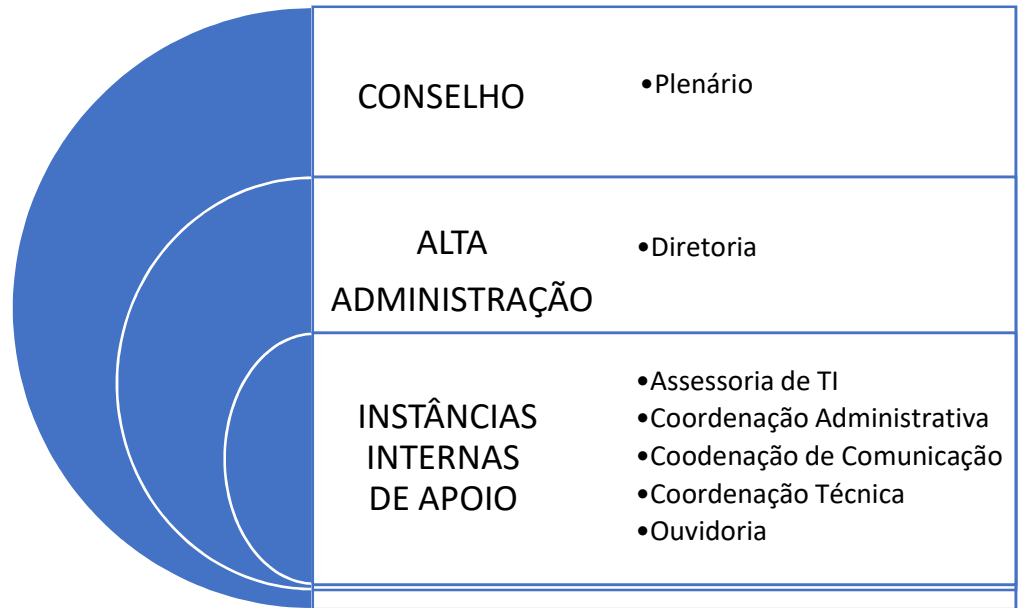 CONSELHO
•Plenário
ALTA
ADMINISTRAÇÃO
•Diretoria
INSTÂNCIAS
INTERNAS
DE APOIO
•Assessoria de TI
•Coordenação Administrativa
•Coodenação de Comunicação
•Coordenação Técnica
•Ouvidoria